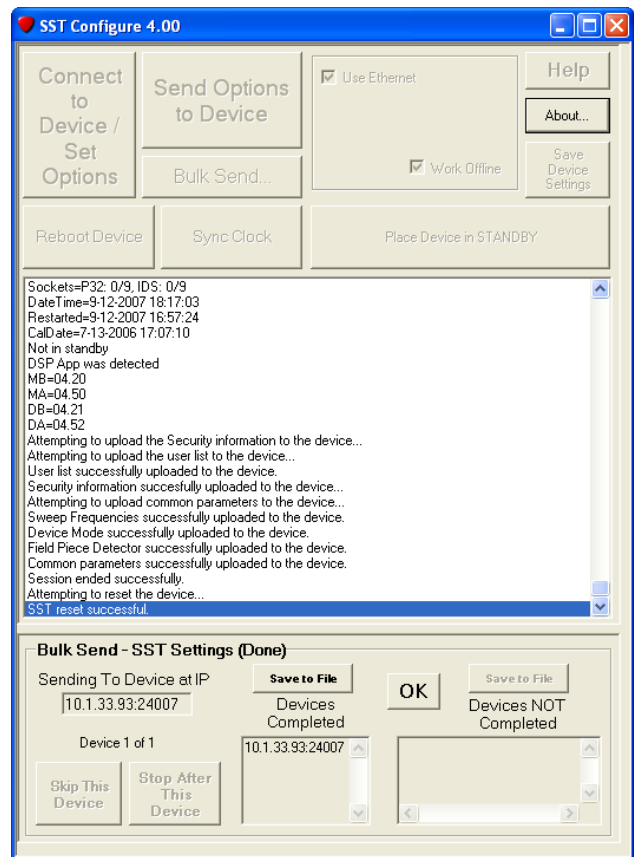 SST Configure 4.00
Connect
to
Device /
Set
Options
Send Options
to Device
Bulk Send...
Use Ethernet
Work Offline
Help
About...
Save
Device
Settings
Reboot Device
Sync Clock
Place Device in STANDBY
Sockets=P32: 0/9, IDS: 0/9
DateTime=9-12-2007 18:17:03
Restarted=9-12-2007 16:57:24
CalDate=7-13-2006 17:07:10
Not in standby
DSP App was detected
MB=04.20
MA=04.50
DB=04.21
DA=04.52
Attempting to upload the Security information to the device...
Attempting to upload the user list to the device...
User list successfully uploaded to the device.
Security information succesfully uploaded to the device...
Attempting to upload common parameters to the device...
Sweep Frequencies successfully uploaded to the device.
Device Mode successfully uploaded to the device.
Field Piece Detector successfully uploaded to the device.
Common parameters successfully uploaded to the device.
Session ended successfully.
Attempting to reset the device...
SST reset successful.
Bulk Send - SST Settings (Done)
Sending To Device at IP
10.1.33.93:24007
Device 1 of 1
Skip This
Device
Stop After
This
Device
Save to File
Devices
Completed
10.1.33.93:24007
OK
Save to File
Devices NOT
Completed